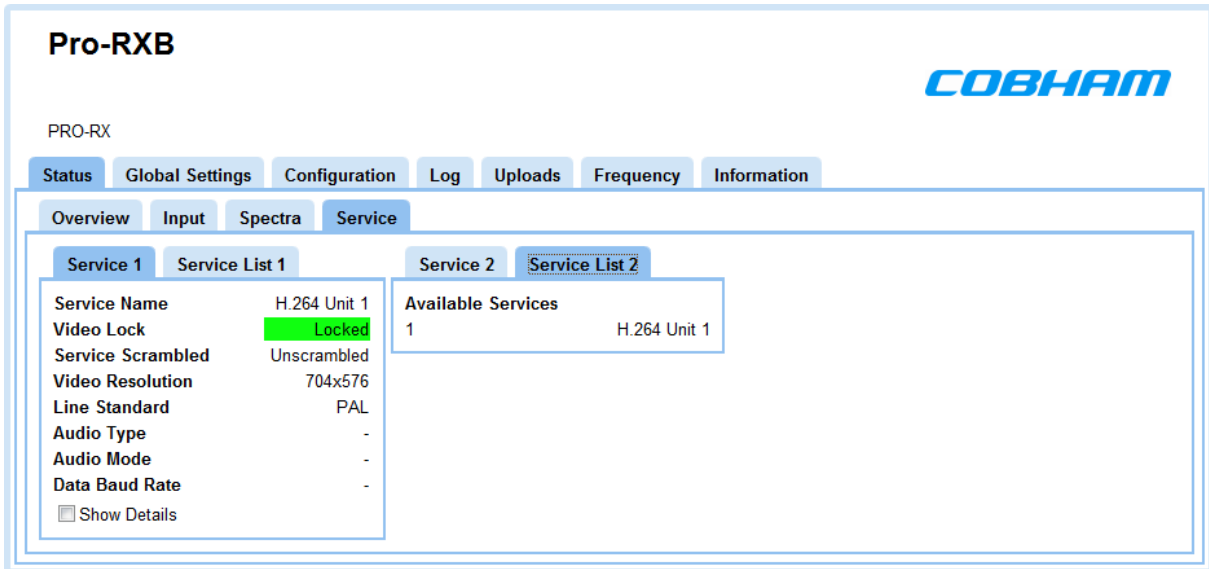 Pro-RXB
COBHAM
PRO-RX
Status Global Settings Configuration Log Uploads Frequency Information
Overview Input Spectra Service
Service 1 Service List 1
Service Name H.264 Unit 1
Video Lock Locked
Service Scrambled Unscrambled
Video Resolution 704x576
Line Standard PAL
Audio Type -
Audio Mode -
Data Baud Rate -
Show Details
Service 2 Service List 2
Available Services
1 H.264 Unit 1